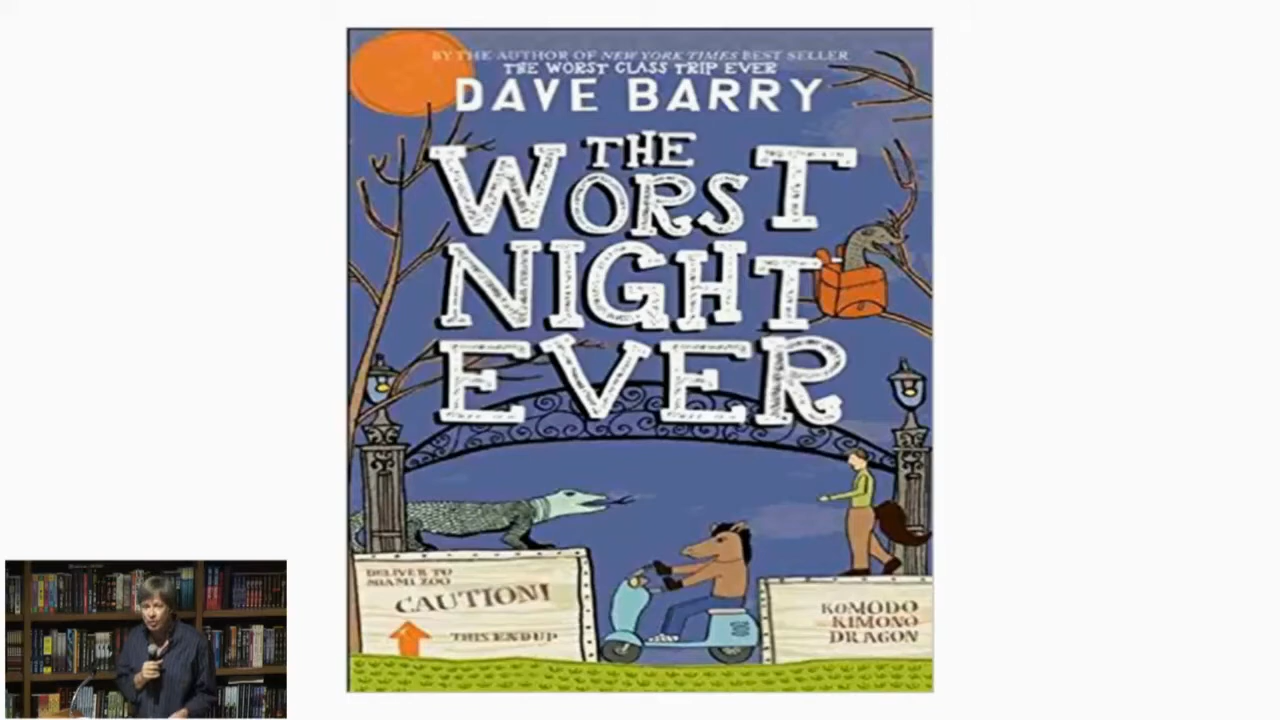 BY THE AUTHOR OF NEW YORK TIMES BEST SELLER
THE WORST CLASS TRIP EVER
DAVE BARRY
THE
WORST
NIGHT
EVER
DELIVER TO
MIAMI ZOO
CAUTION!
THIS END UP
KOMODO
KIMONO
DRAGON